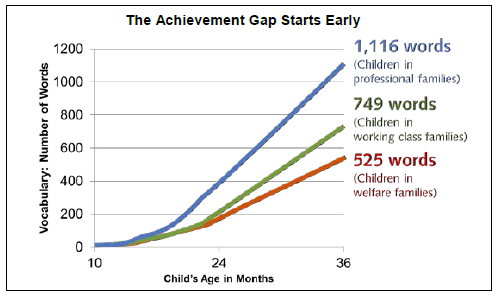 The Achievement Gap Starts Early
1200
1000
800
600
400
200
0
Vocabulary: Number of Words
10
24
36
Child's Age in Months
1,116 words
(Children in
professional families)
749 words
(Children in
working class families)
525 words
(Children in
welfare families)